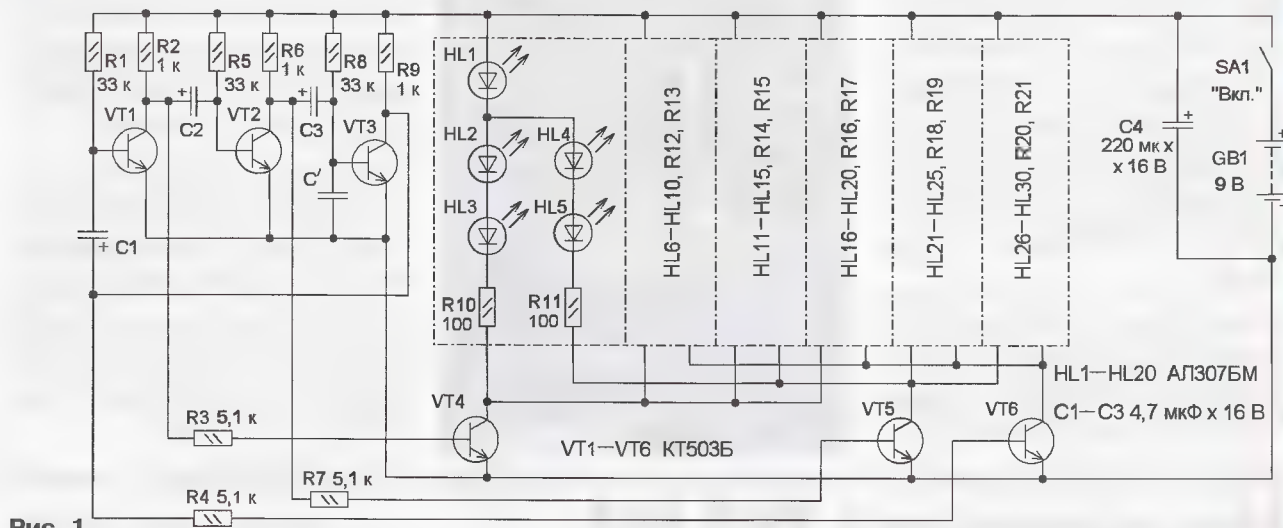 R1
33 к
R2
1 к
R5
33 к
R6
1 к
R8
33 к
R9
1 к
VT1
+
C2
VT2
+
C3
VT3
C'
+ C1
HL1
HL2
HL3
HL4
HL5
R10
100
R11
100
HL6–HL10, R12, R13
HL11–HL15, R14, R15
HL16–HL20, R16, R17
HL21–HL25, R18, R19
HL26–HL30, R20, R21
+
C4
220 мк х
х 16 В
SA1
"Вкл."
+
GB1
9 В
HL1–HL20 АЛ307БМ
C1–C3 4,7 мкФ х 16 В
VT4
VT5
VT6
VT1–VT6 КТ503Б
R3 5,1 к
R7 5,1 к
R4 5,1 к
Рис. 1